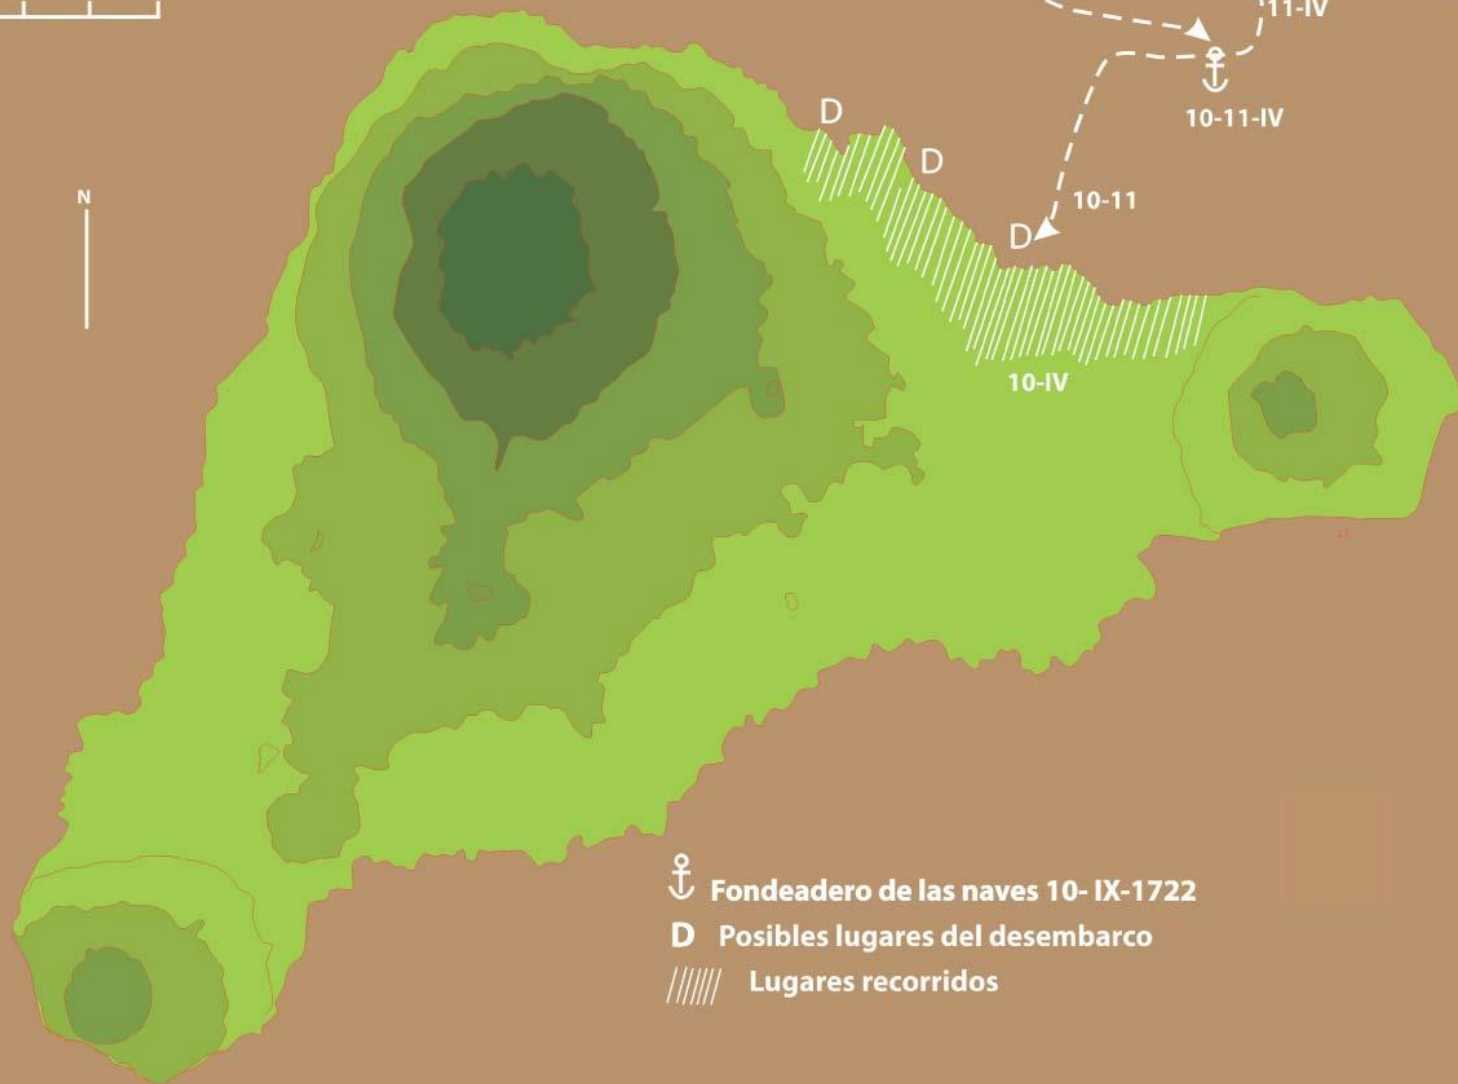 11-IV
10-11-IV
D
D
N
10-11
D
10-IV
Fondeadero de las naves 10- IX-1722
D Posibles lugares del desembarco
Lugares recorridos